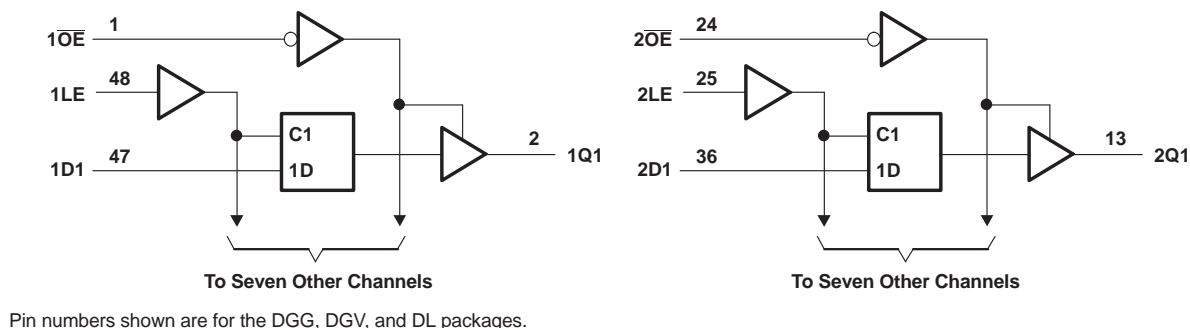 1OE 1
1LE 48
C1
1D1 47
1D
2 1Q1
To Seven Other Channels
2OE 24
2LE 25
C1
2D1 36
1D
13 2Q1
To Seven Other Channels
Pin numbers shown are for the DGG, DGV, and DL packages.